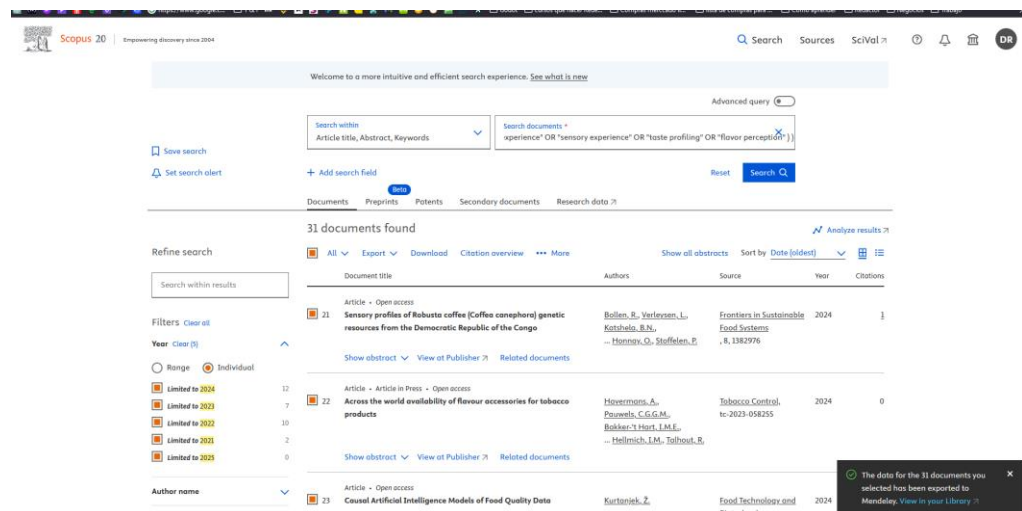 Scopus 20
Empowering discovery since 2004
Search
Sources
SciVal
DR
Welcome to a more intuitive and efficient search experience. See what is new
Advanced query
Search within
Article title, Abstract, Keywords
Search documents *
experience" OR "sensory experience" OR "taste profiling" OR "flavor perception" ) )
Save search
Set search alert
+ Add search field
Reset
Search
Beta
Documents
Preprints
Patents
Secondary documents
Research data
31 documents found
Analyze results
Refine search
All
Export
Download
Citation overview
••• More
Show all abstracts
Sort by Date (oldest)
Search within results
Document title
Authors
Source
Year
Citations
Filters Clear all
Year Clear (5)
Range
Individual
Limited to 2024 12
Limited to 2023 7
Limited to 2022 10
Limited to 2021 2
Limited to 2025 0
Author name
Article • Open access
21
Sensory profiles of Robusta coffee (Coffea canephora) genetic
resources from the Democratic Republic of the Congo
Bollen, R., Verleysen, L.,
Katshela, B.N.,
... Honnay, O., Stoffelen, P.
Frontiers in Sustainable
Food Systems
, 8, 1382976
2024
1
Show abstract
View at Publisher
Related documents
Article • Article in Press • Open access
22
Across the world availability of flavour accessories for tobacco
products
Havermans, A.,
Pauwels, C.G.G.M.,
Bakker-'t Hart, I.M.E.,
... Hellmich, I.M., Talhout, R.
Tobacco Control,
tc-2023-058255
2024
0
Show abstract
View at Publisher
Related documents
Article • Open access
23
Causal Artificial Intelligence Models of Food Quality Data
Kurtanjek, Ž.
Food Technology and
2024
The data for the 31 documents you
selected has been exported to
Mendeley. View in your Library